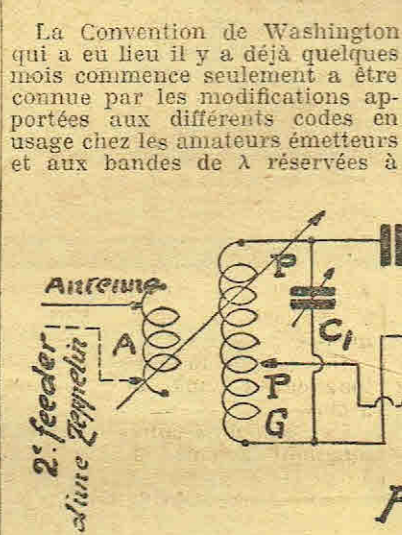 La Convention de Washington
qui a eu lieu il y a déjà quelques
mois commence seulement a être
connue par les modifications ap-
portées aux différents codes en
usage chez les amateurs émetteurs
et aux bandes de λ réservées à
Antenne
A
P
C1
P
G
2e feeder
d'une Zeppelin